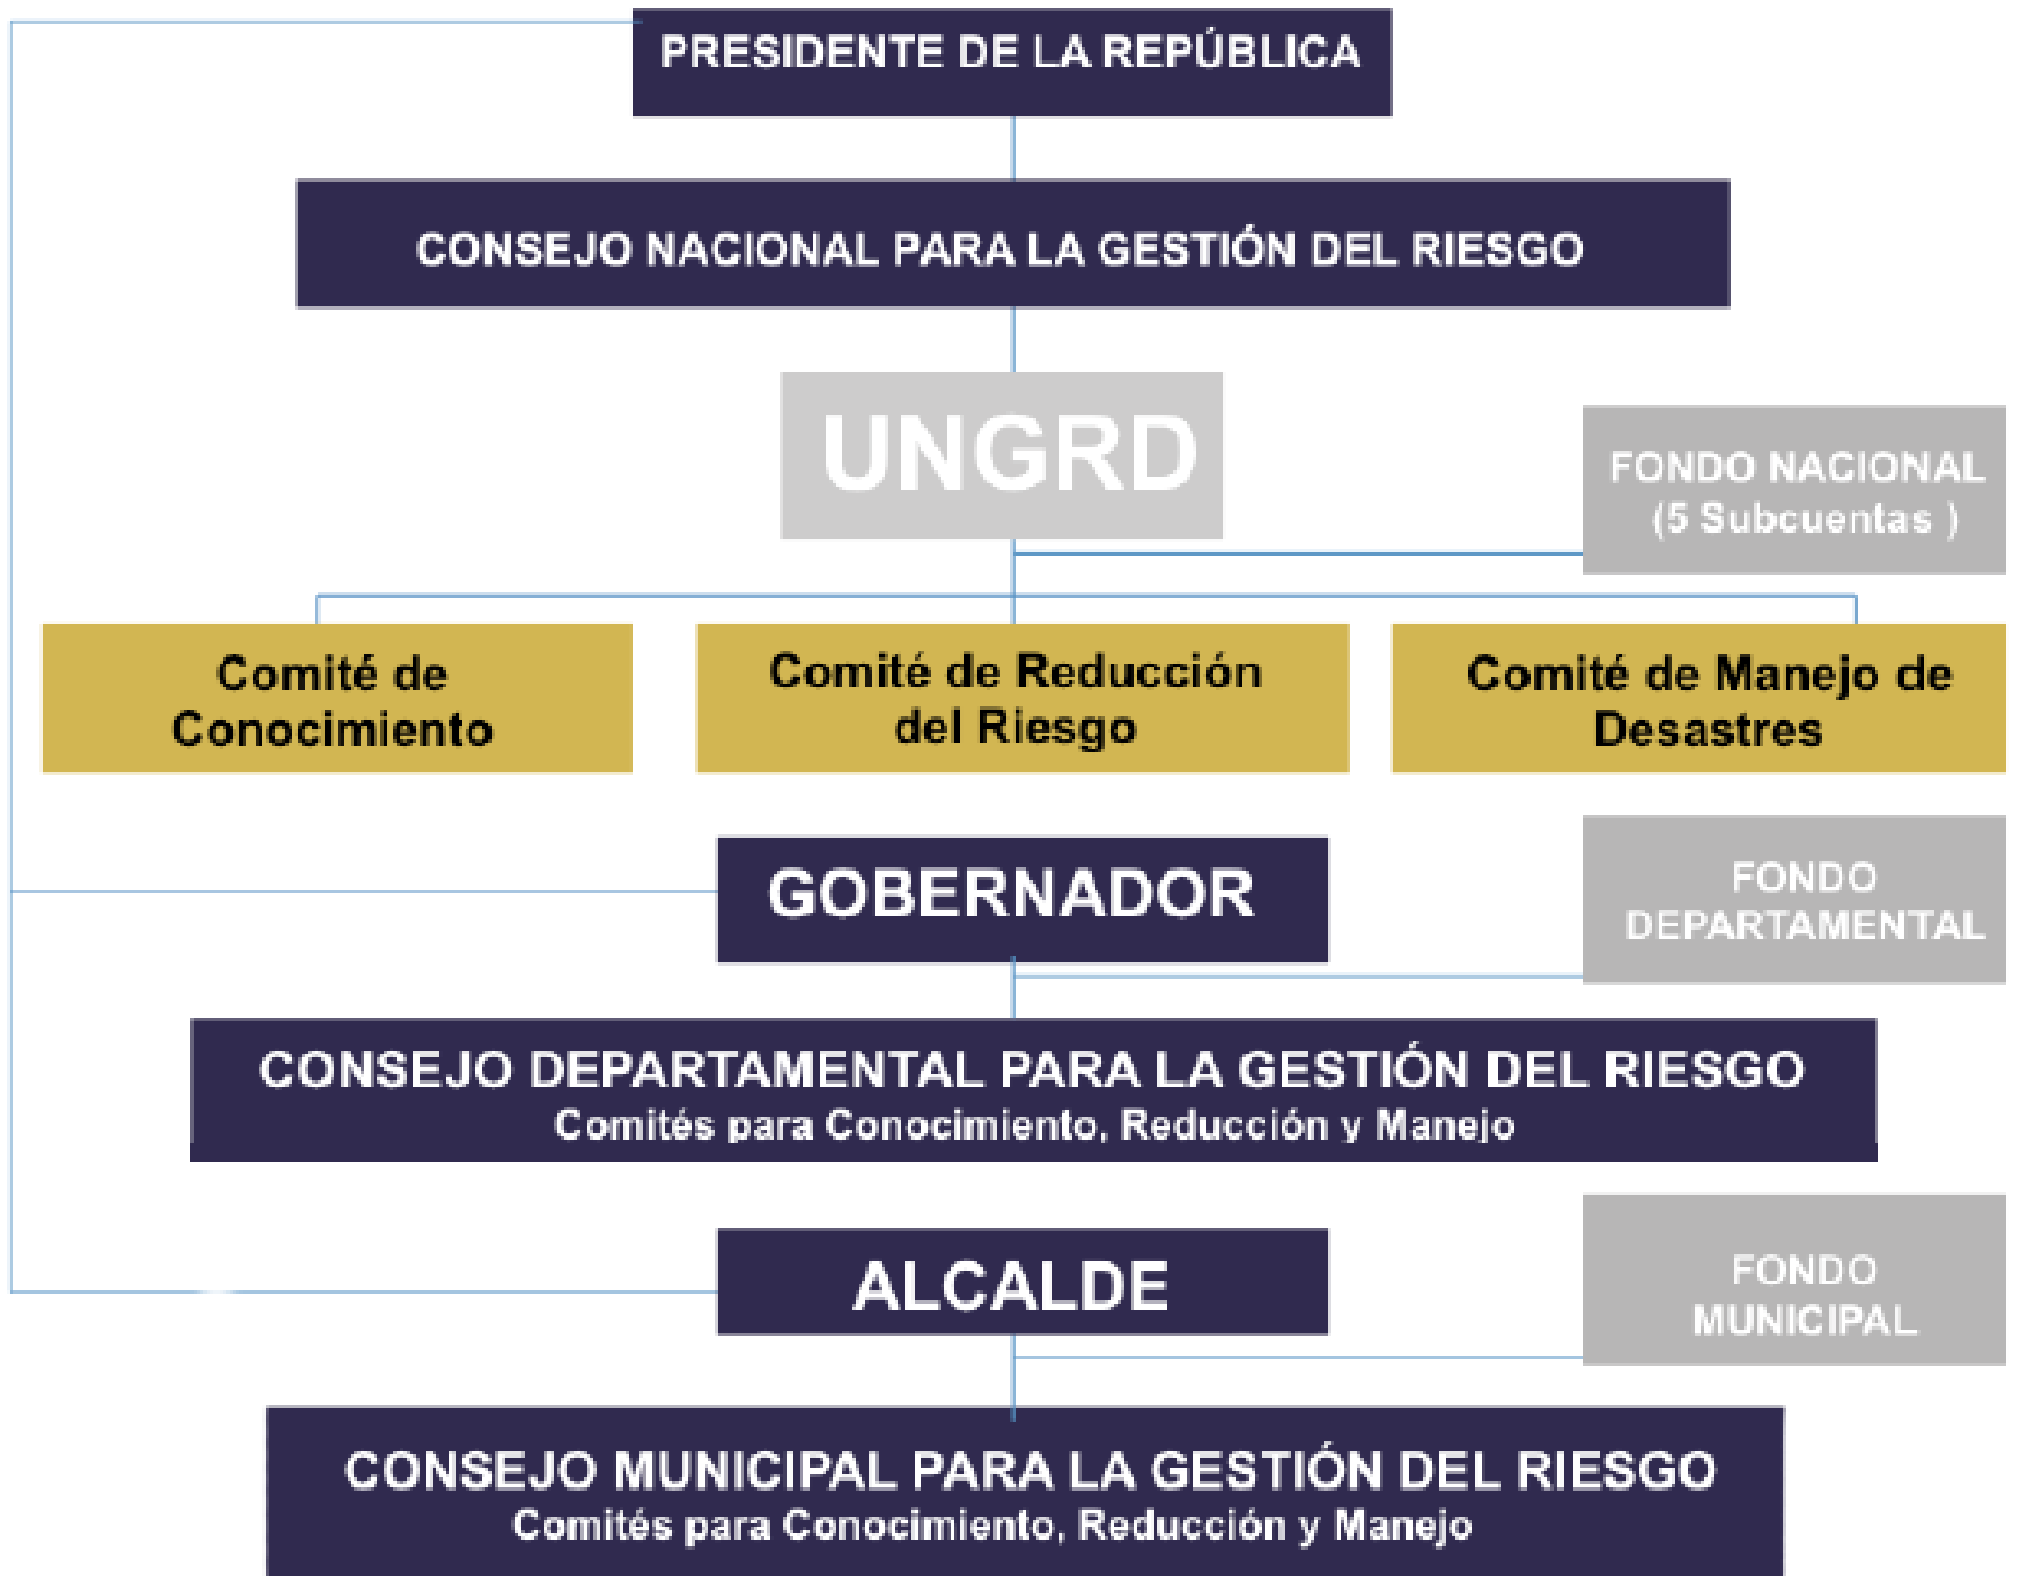 PRESIDENTE DE LA REPÚBLICA
CONSEJO NACIONAL PARA LA GESTIÓN DEL RIESGO
UNGRD
FONDO NACIONAL
(5 Subcuentas )
Comité de
Conocimiento
Comité de Reducción
del Riesgo
Comité de Manejo de
Desastres
GOBERNADOR
FONDO
DEPARTAMENTAL
CONSEJO DEPARTAMENTAL PARA LA GESTIÓN DEL RIESGO
Comités para Conocimiento, Reducción y Manejo
ALCALDE
FONDO
MUNICIPAL
CONSEJO MUNICIPAL PARA LA GESTIÓN DEL RIESGO
Comités para Conocimiento, Reducción y Manejo